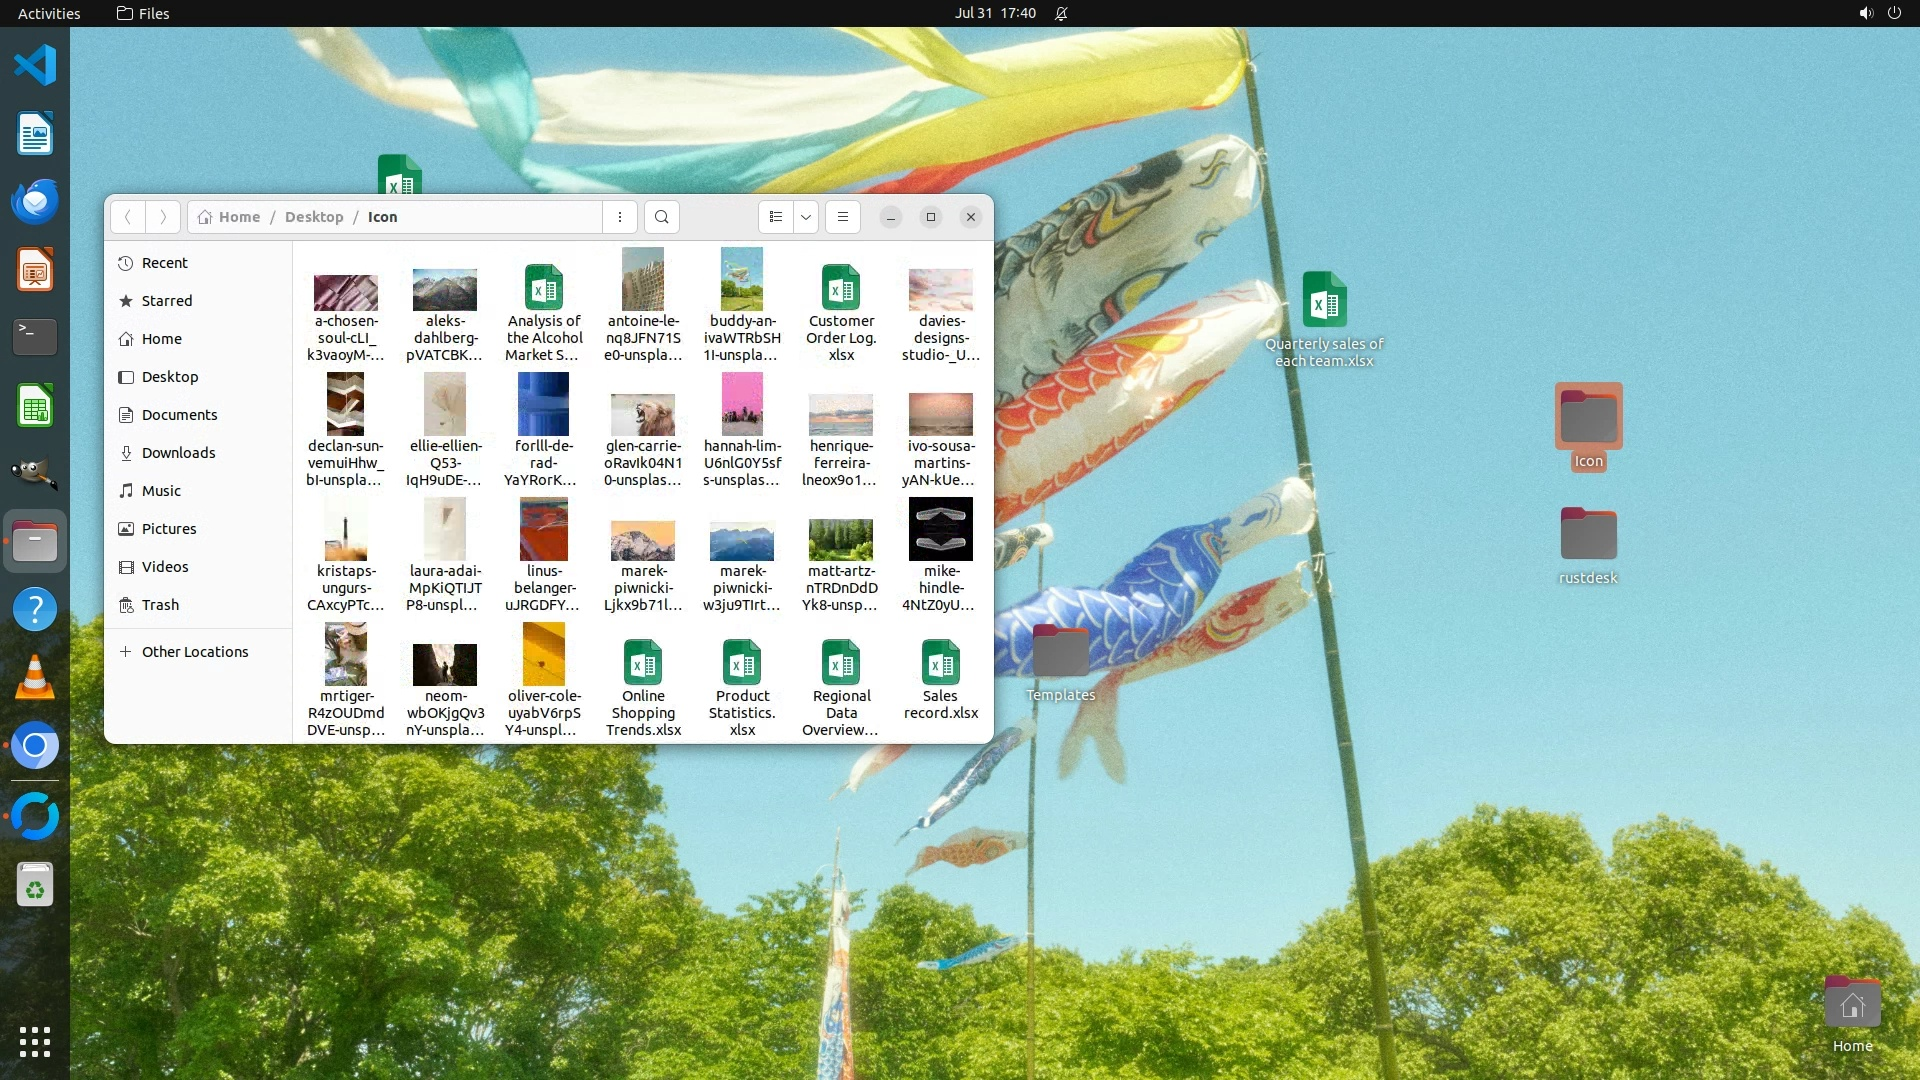 Activities
Files
Jul 31 17:40
Home / Desktop / Icon
Recent
Starred
Home
Desktop
Documents
Downloads
Music
Pictures
Videos
Trash
Other Locations
a-chosen-
soul-cLI_
k3vaoyM-…
aleks-
dahlberg-
pVATCBK…
Analysis of
the Alcohol
Market S…
antoine-le-
nq8JFN71S
e0-unspla…
buddy-an-
ivaWTRbSH
1I-unspla…
Customer
Order Log.
xlsx
davies-
designs-
studio-_U…
declan-sun-
vemuiHhw_
bI-unspla…
ellie-ellien-
Q53-
IqH9uDE-…
forlll-de-
rad-
YaYRorK…
glen-carrie-
oRavIk04N1
0-unsplas…
hannah-lim-
U6nlG0Y5sf
s-unsplas…
henrique-
ferreira-
lneox9o1…
ivo-sousa-
martins-
yAN-kUe…
kristaps-
ungurs-
CAxcyPTc…
laura-adai-
MpKiQTIJT
P8-unspl…
linus-
belanger-
uJRGDFY…
marek-
piwnicki-
Ljkx9b71l…
marek-
piwnicki-
w3ju9TIrt…
matt-artz-
nTRDnDdD
Yk8-unsp…
mike-
hindle-
4NtZ0yU…
mrtiger-
R4zOUDmd
DVE-unsp…
neom-
wbOKjgQv3
nY-unspla…
oliver-cole-
uyabV6rpS
Y4-unspl…
Online
Shopping
Trends.xlsx
Product
Statistics.
xlsx
Regional
Data
Overview…
Sales
record.xlsx
Quarterly sales of
each team.xlsx
Icon
rustdesk
Templates
Home